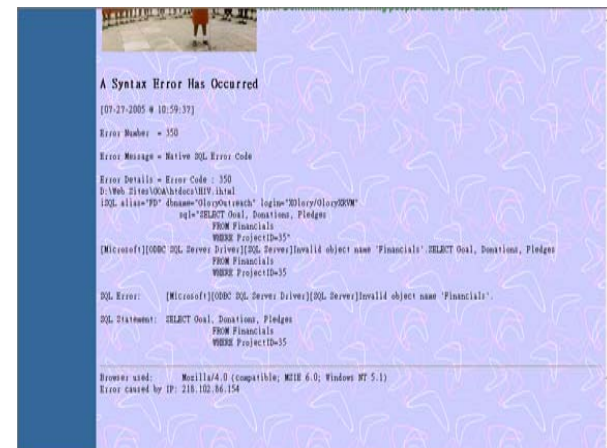 A Syntax Error Has Occurred
[07-27-2005 @ 10:59:37]
Error Number = 350
Error Message = Native SQL Error Code
Error Details = Error Code : 350
D:\Web Sites\GOA\htdocs\HIV.ihtml
iSQL alias="FD" dbname="GloryOutreach" login=
sql="SELECT Goal, Donations, Pledges
FROM Financials
WHERE ProjectID=35"
[Microsoft][ODBC SQL Server Driver][SQL Server]Invalid object name 'Financials'.SELECT Goal, Donations, Pledges
FROM Financials
WHERE ProjectID=35
SQL Error: [Microsoft][ODBC SQL Server Driver][SQL Server]Invalid object name 'Financials'.
SQL Statement: SELECT Goal, Donations, Pledges
FROM Financials
WHERE ProjectID=35
Browser used: Mozilla/4.0 (compatible; MSIE 6.0; Windows NT 5.1)
Error caused by IP: 218.102.86.154